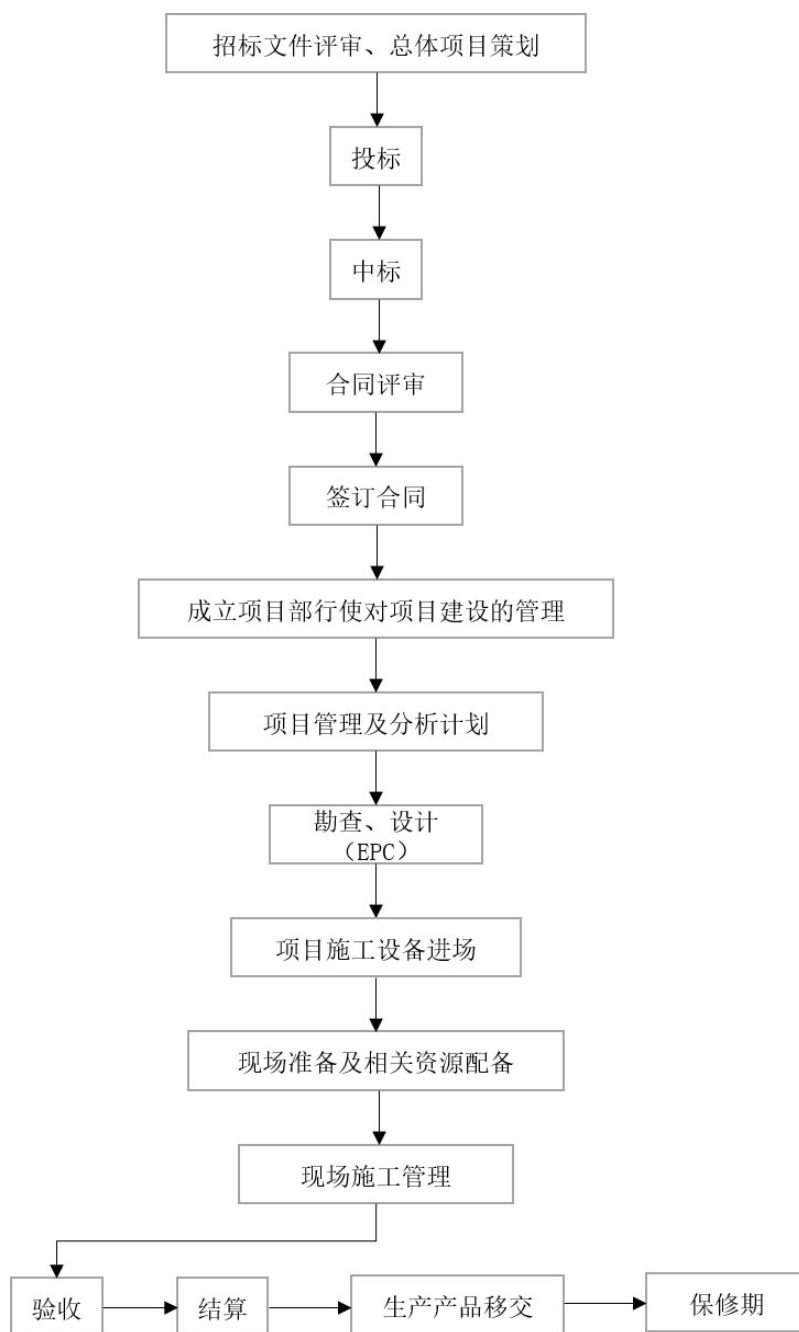 招标文件评审、总体项目策划
投标
中标
合同评审
签订合同
成立项目部行使对项目建设的管理
项目管理及分析计划
勘查、设计
（EPC）
项目施工设备进场
现场准备及相关资源配备
现场施工管理
验收
结算
生产产品移交
保修期